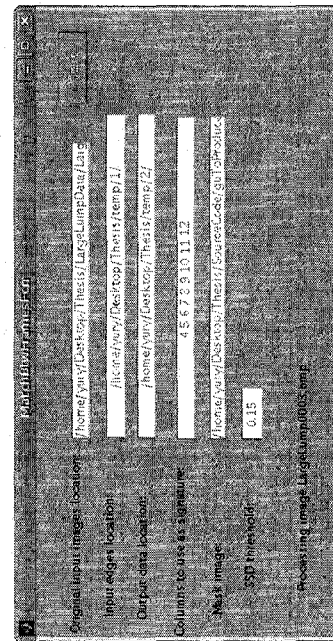 Original input images location: /home/yury/Desktop/Thesis/LargeLumpData/Larg
Input edges location: /home/yury/Desktop/Thesis/temp/1/
Output data location: /home/yury/Desktop/Thesis/temp/2/
Columns to use as signature: 4 5 6 7 8 9 10 11 12
Mask image: /home/yury/Desktop/Thesis/SourceCode/guiToProduce
SSD threshold: 0.15
Processing image LargeLump0005.bmp